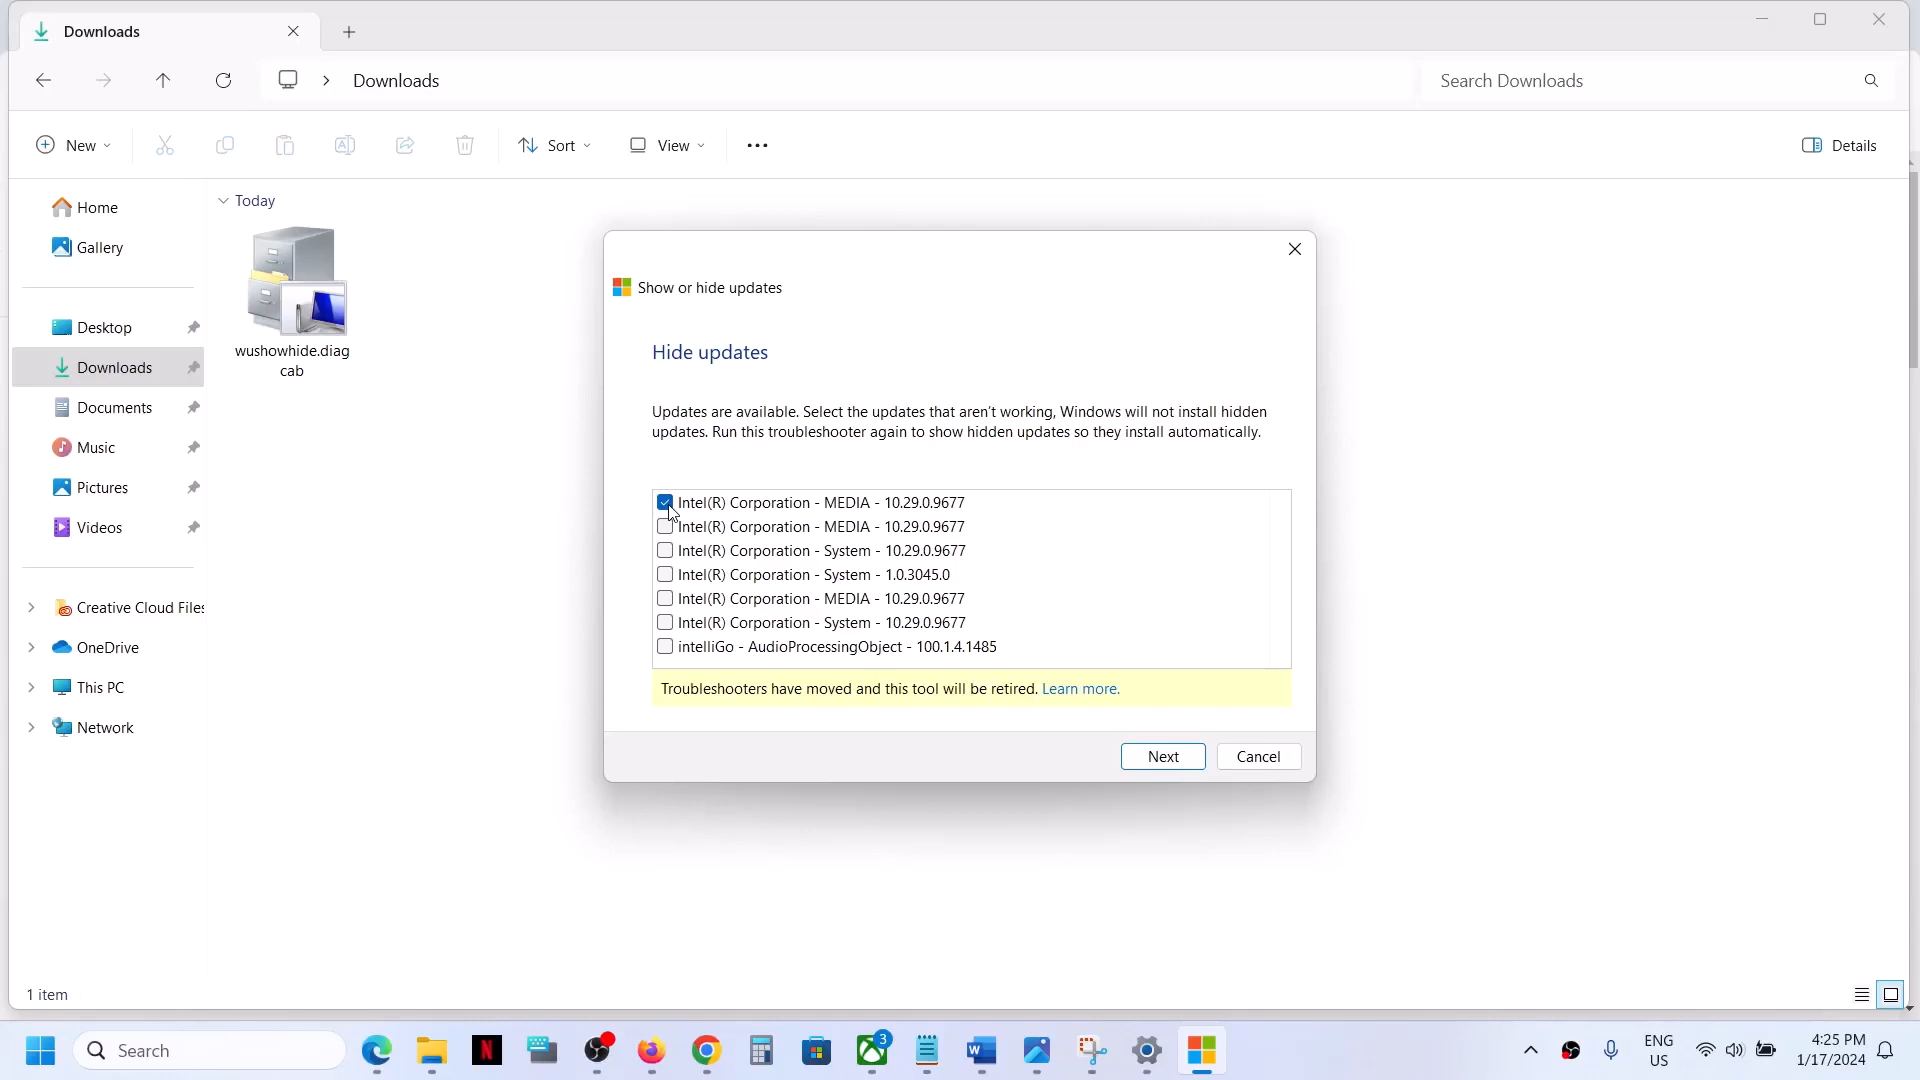 Downloads
Downloads
Search Downloads
New
Sort
View
Details
Home
Gallery
Desktop
Downloads
Documents
Music
Pictures
Videos
Creative Cloud Files
OneDrive
This PC
Network
Today
wushowhide.diag
cab
Show or hide updates
Hide updates
Updates are available. Select the updates that aren't working, Windows will not install hidden
updates. Run this troubleshooter again to show hidden updates so they install automatically.
Intel(R) Corporation - MEDIA - 10.29.0.9677
Intel(R) Corporation - MEDIA - 10.29.0.9677
Intel(R) Corporation - System - 10.29.0.9677
Intel(R) Corporation - System - 1.0.3045.0
Intel(R) Corporation - MEDIA - 10.29.0.9677
Intel(R) Corporation - System - 10.29.0.9677
intelliGo - AudioProcessingObject - 100.1.4.1485
Troubleshooters have moved and this tool will be retired. Learn more.
Next
Cancel
1 item
Search
N
3
W
ENG
US
4:25 PM
1/17/2024